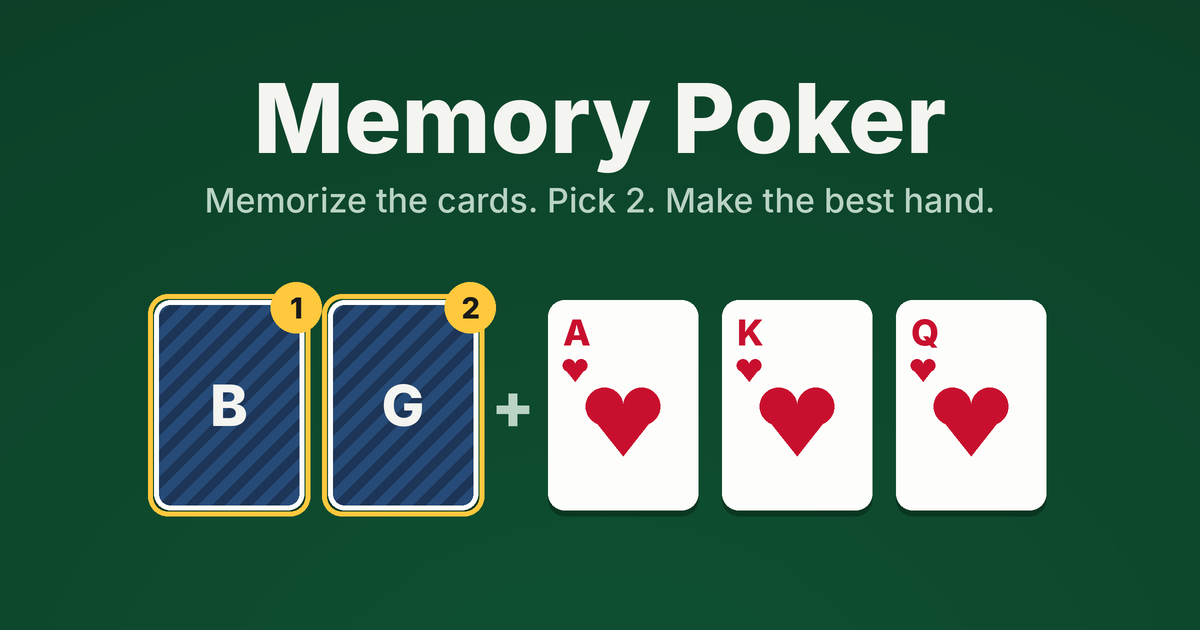 Memory Poker
Memorize the cards. Pick 2. Make the best hand.
1 2
B G + A K Q